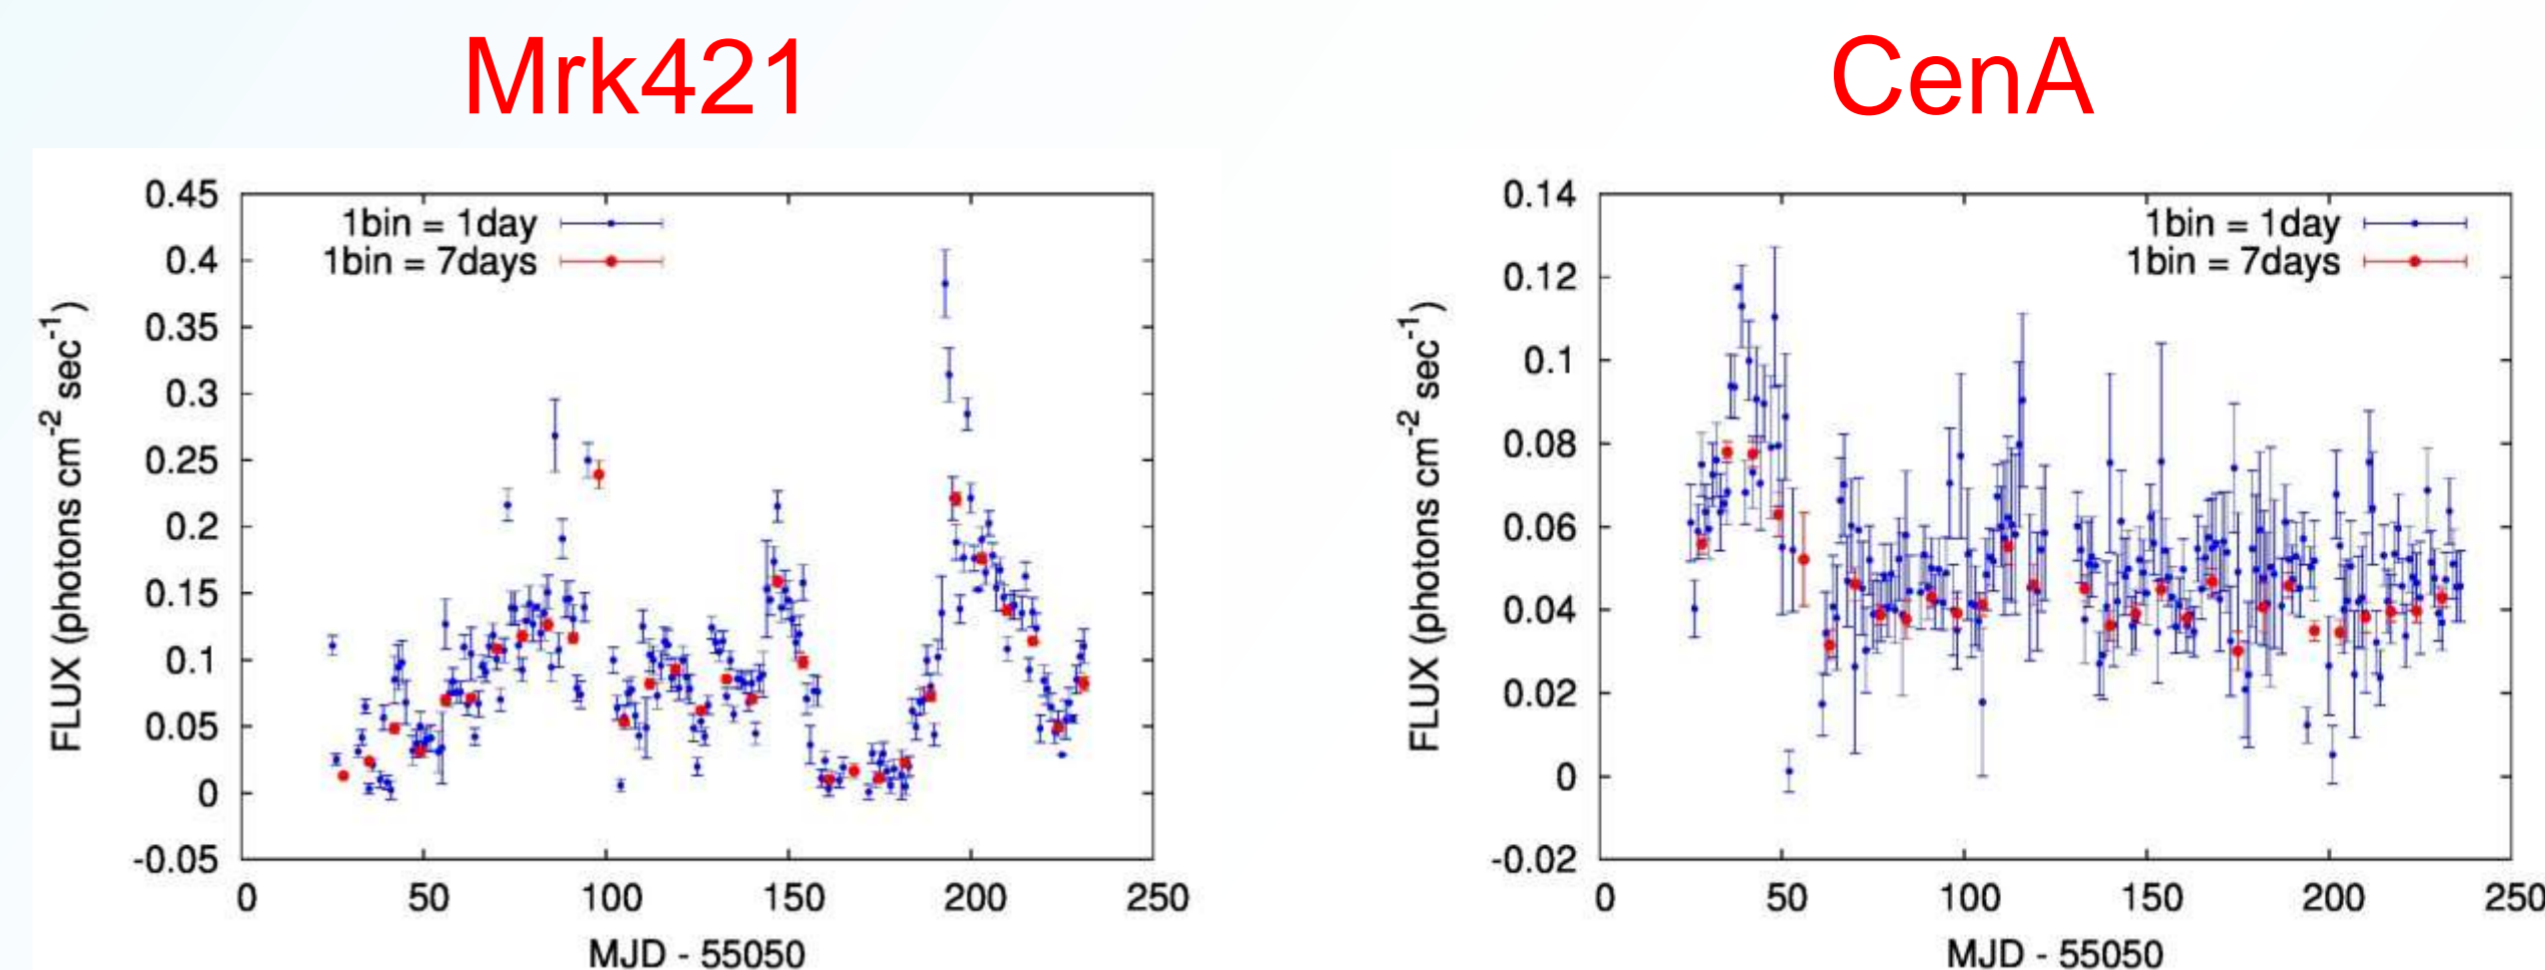 Mrk421
1bin = 1day
1bin = 7days
0.45
0.4
0.35
0.3
0.25
0.2
0.15
0.1
0.05
0
-0.05
FLUX (photons cm-2 sec-1)
0 50 100 150 200 250
MJD - 55050
CenA
1bin = 1day
1bin = 7days
0.14
0.12
0.1
0.08
0.06
0.04
0.02
0
-0.02
FLUX (photons cm-2 sec-1)
0 50 100 150 200 250
MJD - 55050